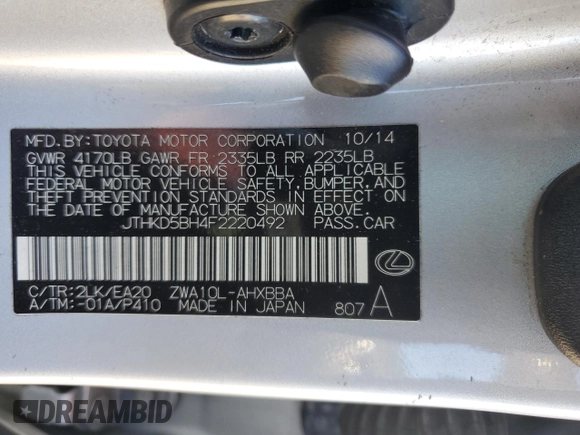 MFD.BY:TOYOTA MOTOR CORPORATION 10/14
GVWR 4170LB GAWR FR 2335LB RR 2235LB
THIS VEHICLE CONFORMS TO ALL APPLICABLE
FEDERAL MOTOR VEHICLE SAFETY,BUMPER,AND
THEFT PREVENTION STANDARDS IN EFFECT ON
THE DATE OF MANUFACTURE SHOWN ABOVE.
JTHKD5BH4F2220492 PASS.CAR
C/TR:2LK/EA20 ZWA10L-AHXBBA
A/TM:-01A/P410 MADE IN JAPAN 807 A
DREAMBID